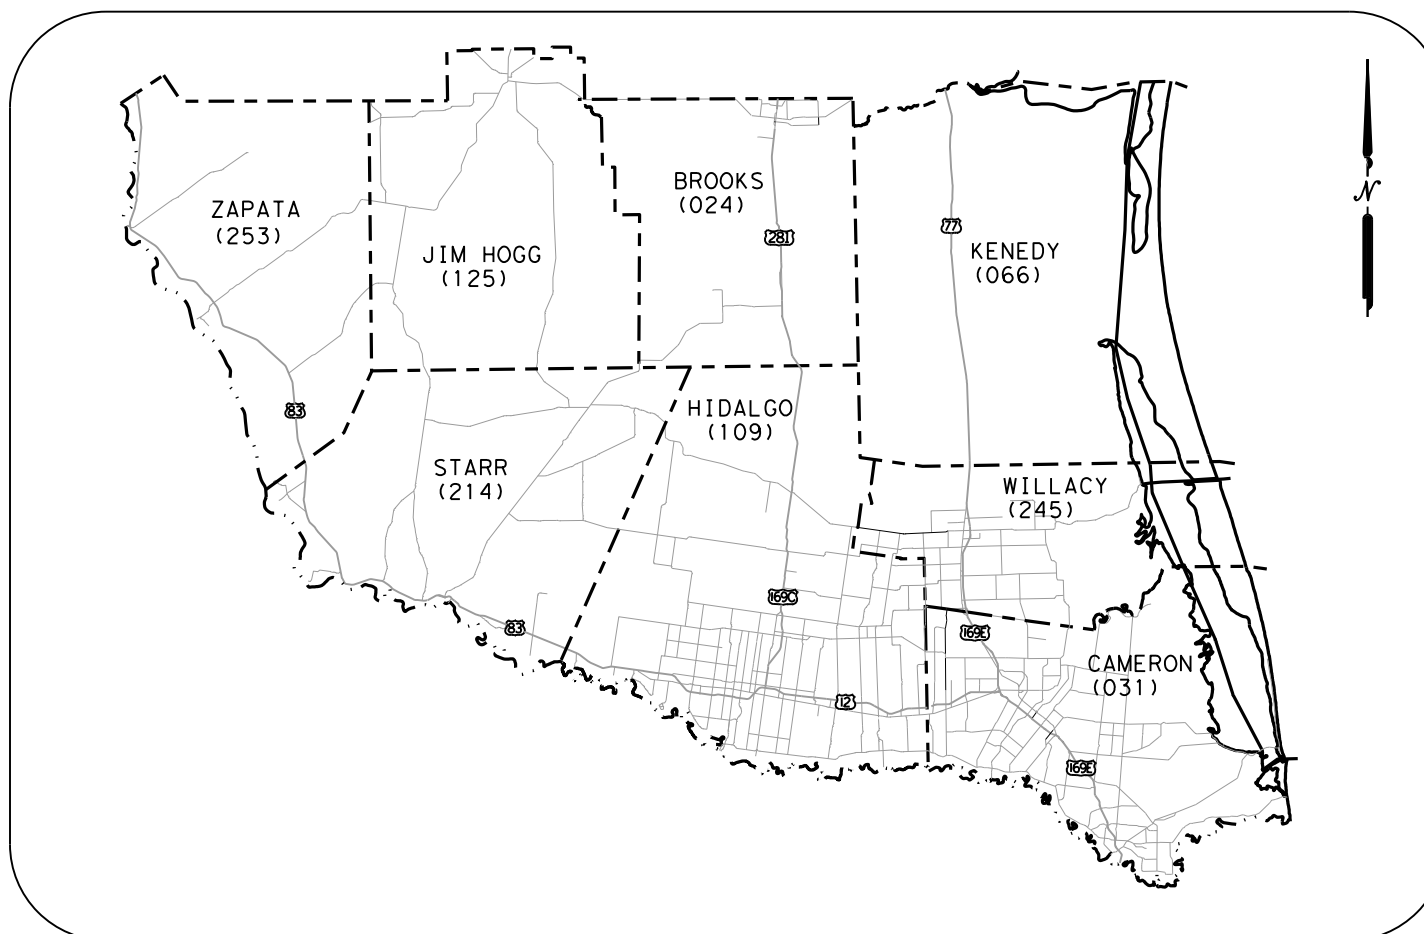 BROOKS
(024)
N
ZAPATA
(253)
77
281
JIM HOGG
(125)
KENEDY
(066)
83
HIDALGO
(109)
STARR
(214)
WILLACY
(245)
169C
83
169E
CAMERON
(031)
12
169E